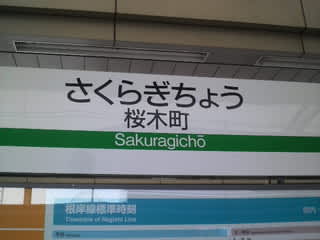 さくらぎちょう
桜木町
Sakuragichō
根岸線標準時刻
Timetable of Negishi Line